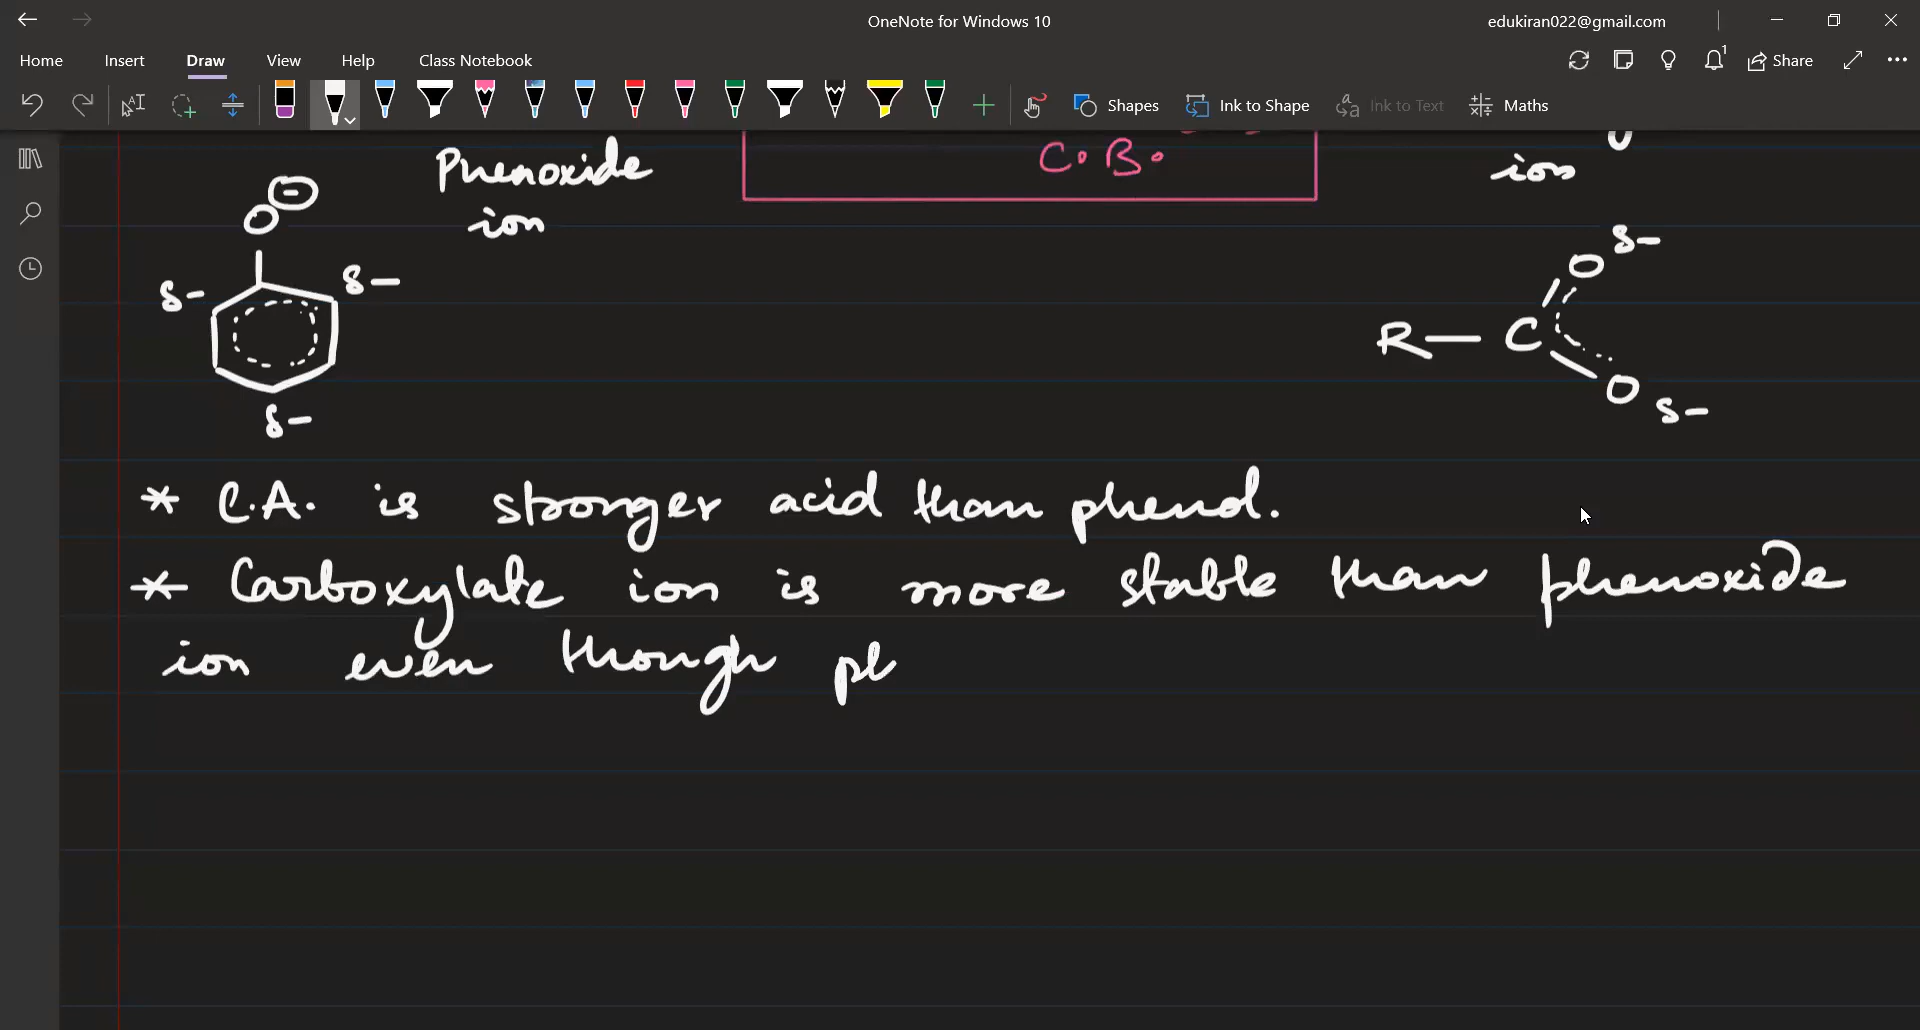 OneNote for Windows 10
edukiran022@gmail.com
Home Insert Draw View Help Class Notebook
1 Share
Shapes Ink to Shape Ink to Text Maths
Phenoxide
ion
C.B.
ion
O⊖
δ- δ-
δ-
O δ-
R—C
O δ-
* C.A. is stronger acid than phenol.
* Carboxylate ion is more stable than phenoxide
ion even though ph